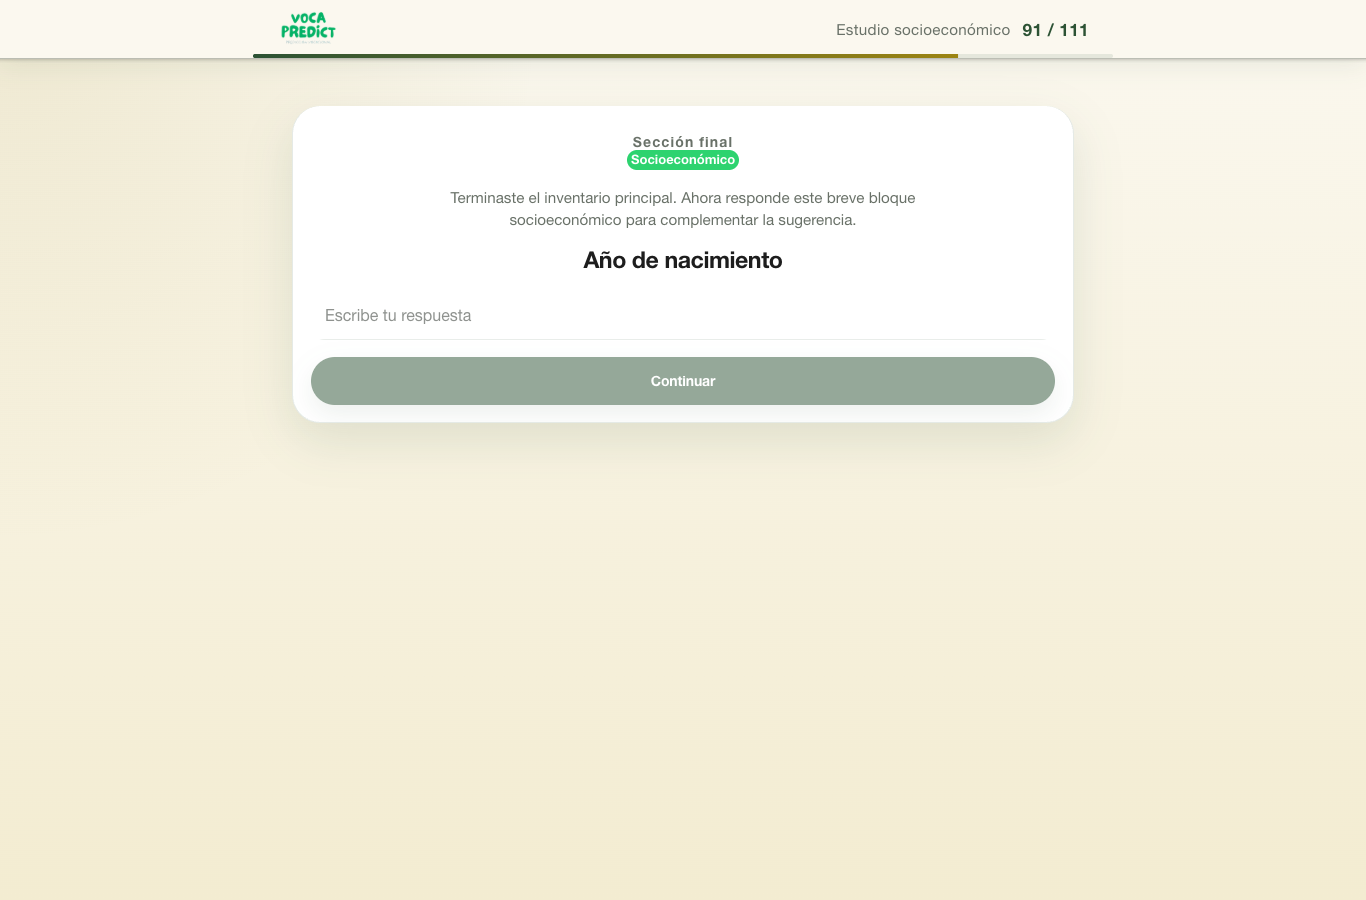 VOCA
PREDICT
Estudio socioeconómico 91 / 111
Sección final
Socioeconómico
Terminaste el inventario principal. Ahora responde este breve bloque
socioeconómico para complementar la sugerencia.
Año de nacimiento
Escribe tu respuesta
Continuar